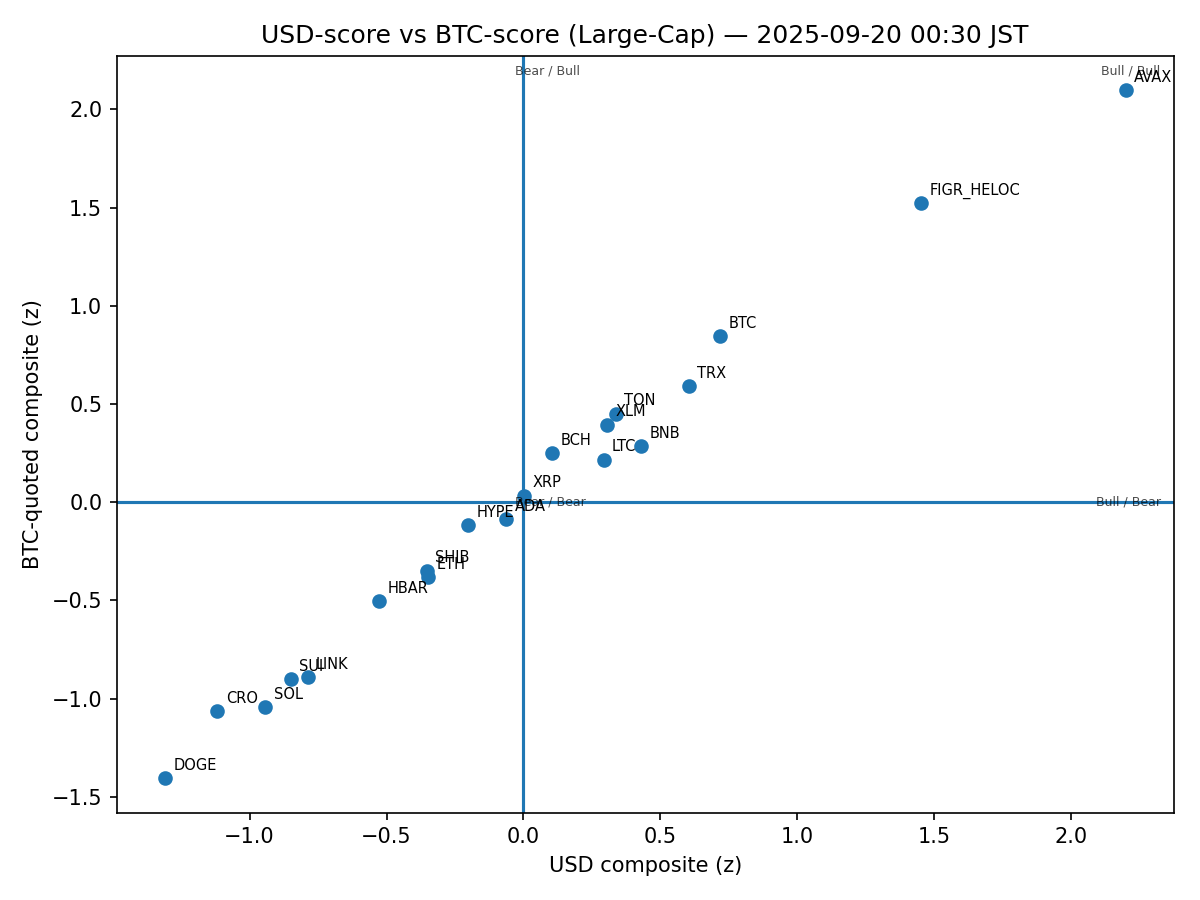 USD-score vs BTC-score (Large-Cap) — 2025-09-20 00:30 JST
Bear / Bull
Bull / Bull
AVAX
FIGR_HELOC
BTC
TRX
TON
XLM
BNB
BCH
LTC
XRP
Bear / Bear
Bull / Bear
ADA
HYPE
SHIB
ETH
HBAR
SUI
LINK
SOL
CRO
DOGE
2.0
1.5
1.0
0.5
0.0
−0.5
−1.0
−1.5
BTC-quoted composite (z)
−1.0
−0.5
0.0
0.5
1.0
1.5
2.0
USD composite (z)